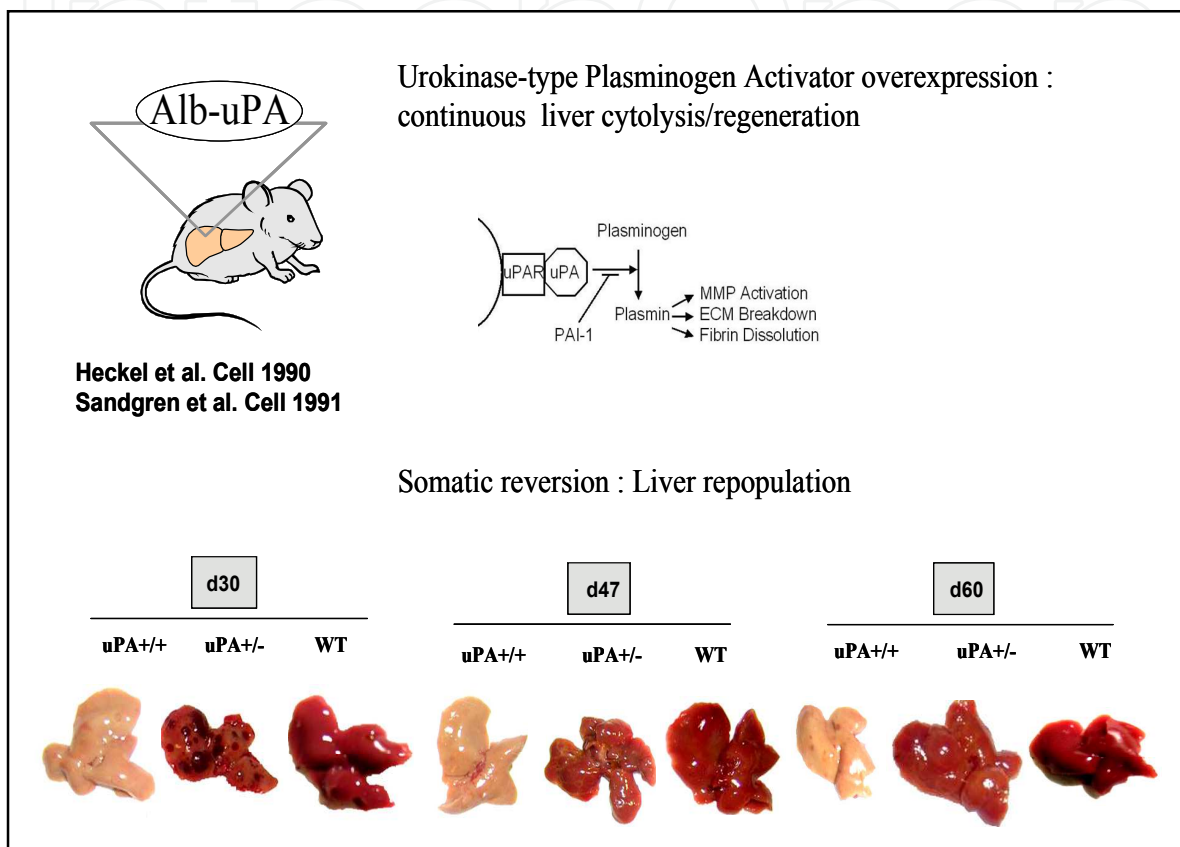 Alb-uPA
Urokinase-type Plasminogen Activator overexpression :
continuous liver cytolysis/regeneration
Plasminogen
uPAR
uPA
Plasmin
PAI-1
MMP Activation
ECM Breakdown
Fibrin Dissolution
Heckel et al. Cell 1990
Sandgren et al. Cell 1991
Somatic reversion : Liver repopulation
d30
uPA+/+ uPA+/- WT
d47
uPA+/+ uPA+/- WT
d60
uPA+/+ uPA+/- WT